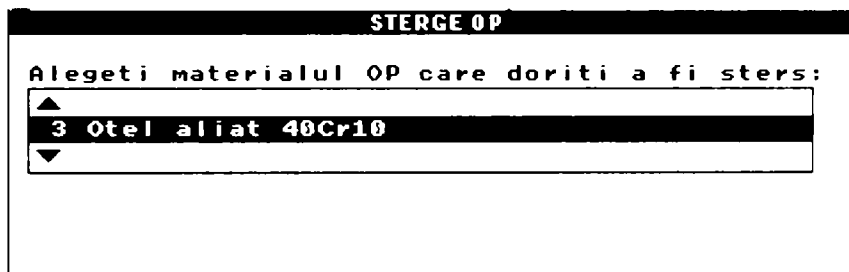 STERGE OP
Alegeti materialul OP care doriti a fi sters:
3 Otel aliat 40Cr10